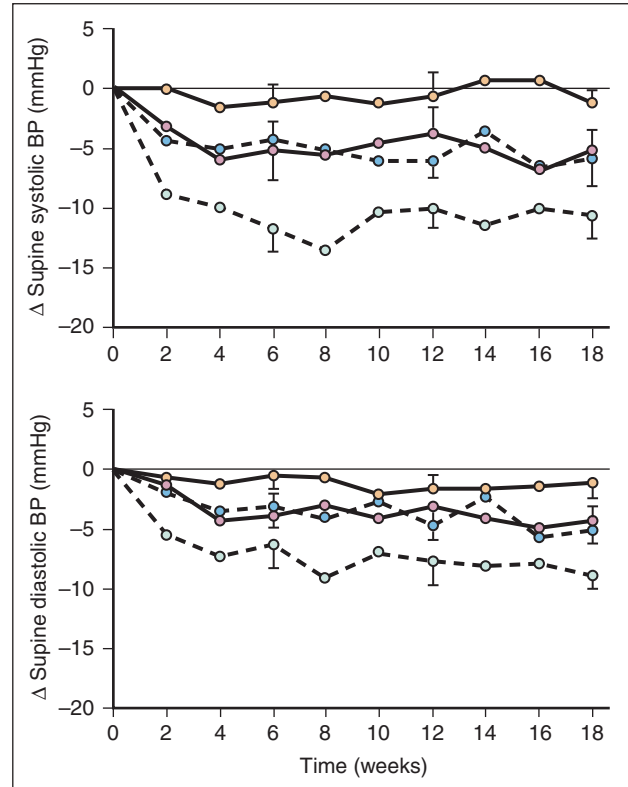 Δ Supine systolic BP (mmHg)
5
0
–5
–10
–15
–20
0 2 4 6 8 10 12 14 16 18
Δ Supine diastolic BP (mmHg)
5
0
–5
–10
–15
–20
0 2 4 6 8 10 12 14 16 18
Time (weeks)